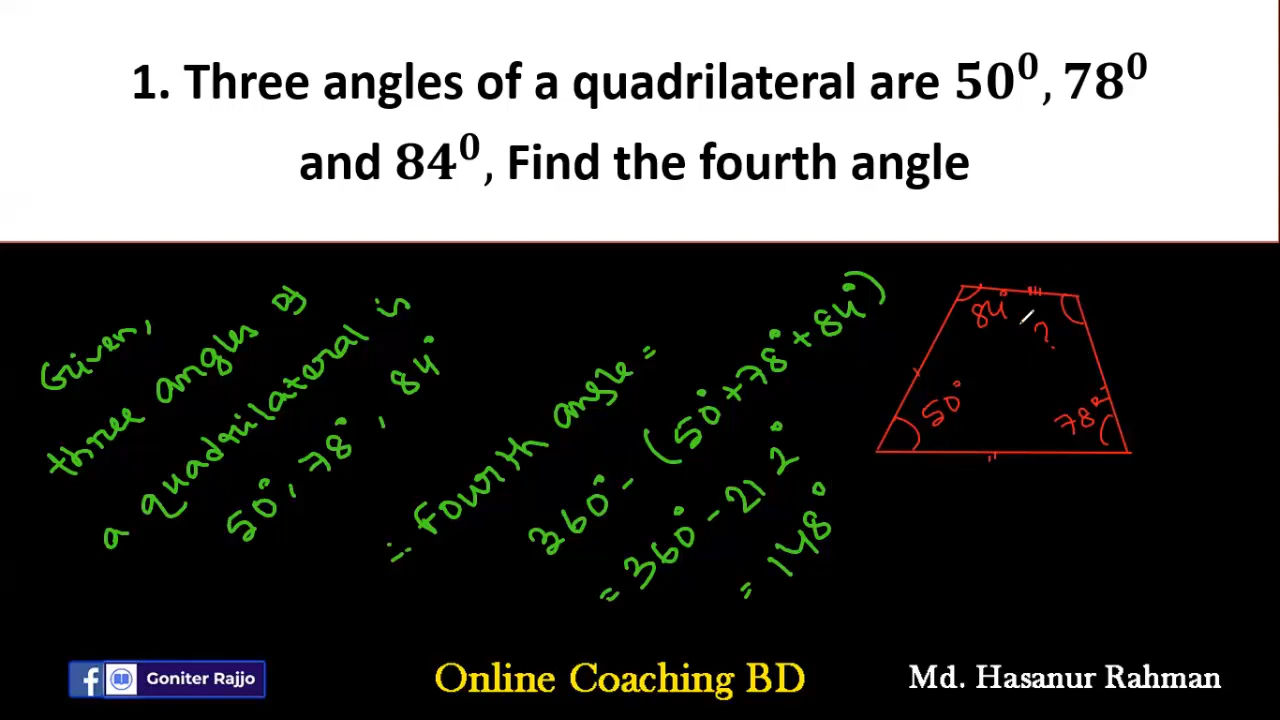 1. Three angles of a quadrilateral are 50⁰, 78⁰
and 84⁰, Find the fourth angle
Given,
three angles of
a quadrilateral is
50°, 78°, 84°
∴ Fourth angle =
360° - (50° + 78° + 84°)
= 360° - 212°
= 148°
84°
?
50°
78°
f Goniter Rajjo
Online Coaching BD
Md. Hasanur Rahman